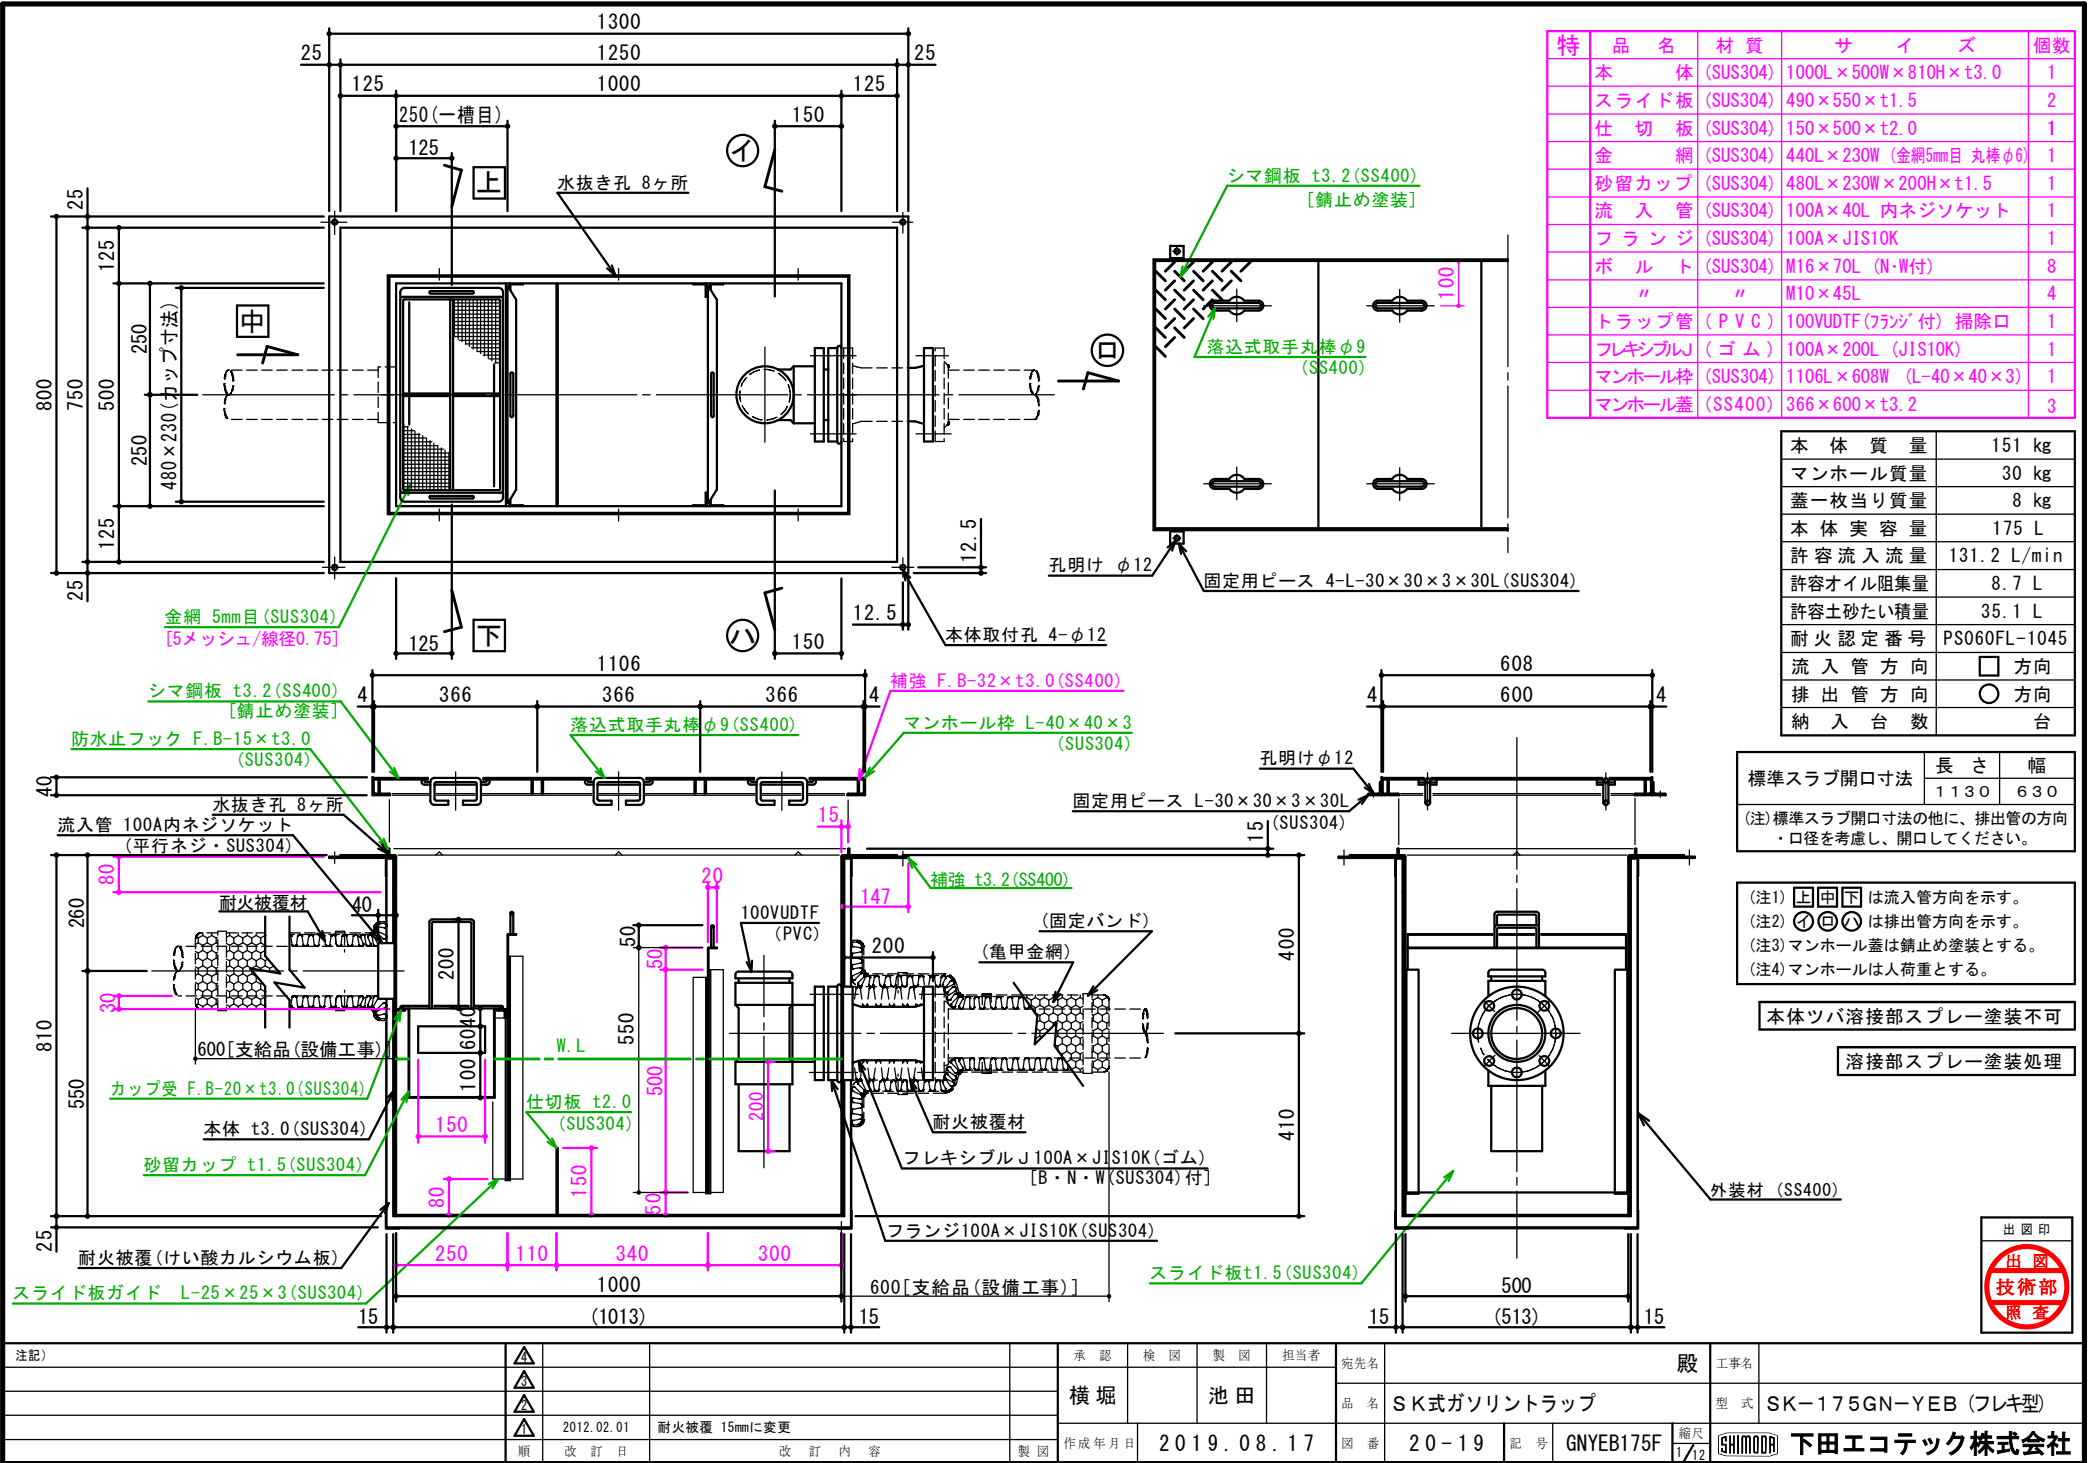 1300
25 1250 25
125 1000 125
250(一槽目) 150
125
上
イ
水抜き孔 8ヶ所
中
ロ
25
125
800 750 500 250
480×230(カップ寸法)
250
125
25
12.5
12.5
金網 5mm目(SUS304)
[5メッシュ/線径0.75]
125
下
ハ
150
本体取付孔 4-φ12
シマ鋼板 t3.2(SS400)
[錆止め塗装]
100
落込式取手丸棒φ9
(SS400)
孔明け φ12
固定用ピース 4-L-30×30×3×30L(SUS304)
特 品名 材質 サイズ 個数
本体 (SUS304) 1000L×500W×810H×t3.0 1
スライド板 (SUS304) 490×550×t1.5 2
仕切板 (SUS304) 150×500×t2.0 1
金網 (SUS304) 440L×230W (金網5mm目 丸棒φ6) 1
砂留カップ (SUS304) 480L×230W×200H×t1.5 1
流入管 (SUS304) 100A×40L 内ネジソケット 1
フランジ (SUS304) 100A×JIS10K 1
ボルト (SUS304) M16×70L (N・W付) 8
〃 〃 M10×45L 4
トラップ管 (PVC) 100VUDTF(フランジ付) 掃除口 1
フレキシブルJ (ゴム) 100A×200L (JIS10K) 1
マンホール枠 (SUS304) 1106L×608W (L-40×40×3) 1
マンホール蓋 (SS400) 366×600×t3.2 3
本体質量 151 kg
マンホール質量 30 kg
蓋一枚当り質量 8 kg
本体実容量 175 L
許容流入流量 131.2 L/min
許容オイル阻集量 8.7 L
許容土砂たい積量 35.1 L
耐火認定番号 PS060FL-1045
流入管方向 □ 方向
排出管方向 ○ 方向
納入台数 台
標準スラブ開口寸法 長さ 幅
1130 630
(注)標準スラブ開口寸法の他に、排出管の方向
・口径を考慮し、開口してください。
(注1) 上中下 は流入管方向を示す。
(注2) イロハ は排出管方向を示す。
(注3)マンホール蓋は錆止め塗装とする。
(注4)マンホールは人荷重とする。
本体ツバ溶接部スプレー塗装不可
溶接部スプレー塗装処理
1106
4 366 366 366 4
シマ鋼板 t3.2(SS400)
[錆止め塗装]
補強 F.B-32×t3.0(SS400)
落込式取手丸棒φ9(SS400)
マンホール枠 L-40×40×3
(SUS304)
防水止フック F.B-15×t3.0
(SUS304)
40
水抜き孔 8ヶ所
流入管 100A内ネジソケット
(平行ネジ・SUS304)
15
80
260
耐火被覆材
40
20
補強 t3.2(SS400)
147
100VUDTF
(PVC)
(固定バンド)
200
(亀甲金網)
15
400
200
50
50
30
810
600[支給品(設備工事)]
6040
100
W.L
550
500
カップ受 F.B-20×t3.0(SUS304)
550
仕切板 t2.0
(SUS304)
200
本体 t3.0(SUS304)
150
耐火被覆材
410
砂留カップ t1.5(SUS304)
フレキシブルJ 100A×JIS10K(ゴム)
[B・N・W(SUS304)付]
80
150
50
25
フランジ100A×JIS10K(SUS304)
耐火被覆(けい酸カルシウム板)
250 110 340 300
スライド板ガイド L-25×25×3(SUS304)
1000
600[支給品(設備工事)]
15 (1013) 15
608
4 600 4
孔明けφ12
固定用ピース L-30×30×3×30L
(SUS304)
外装材 (SS400)
スライド板t1.5(SUS304)
500
15 (513) 15
出図印
出図
技術部
照査
注記)
4
3
2
1 2012.02.01 耐火被覆 15mmに変更
順 改訂日 改訂内容 製図
承認 検図 製図 担当者
横堀 池田
作成年月日 2019.08.17
宛先名 殿 工事名
品名 SK式ガソリントラップ 型式 SK-175GN-YEB (フレキ型)
図番 20-19 記号 GNYEB175F 縮尺 1/12
SHIMODA 下田エコテック株式会社